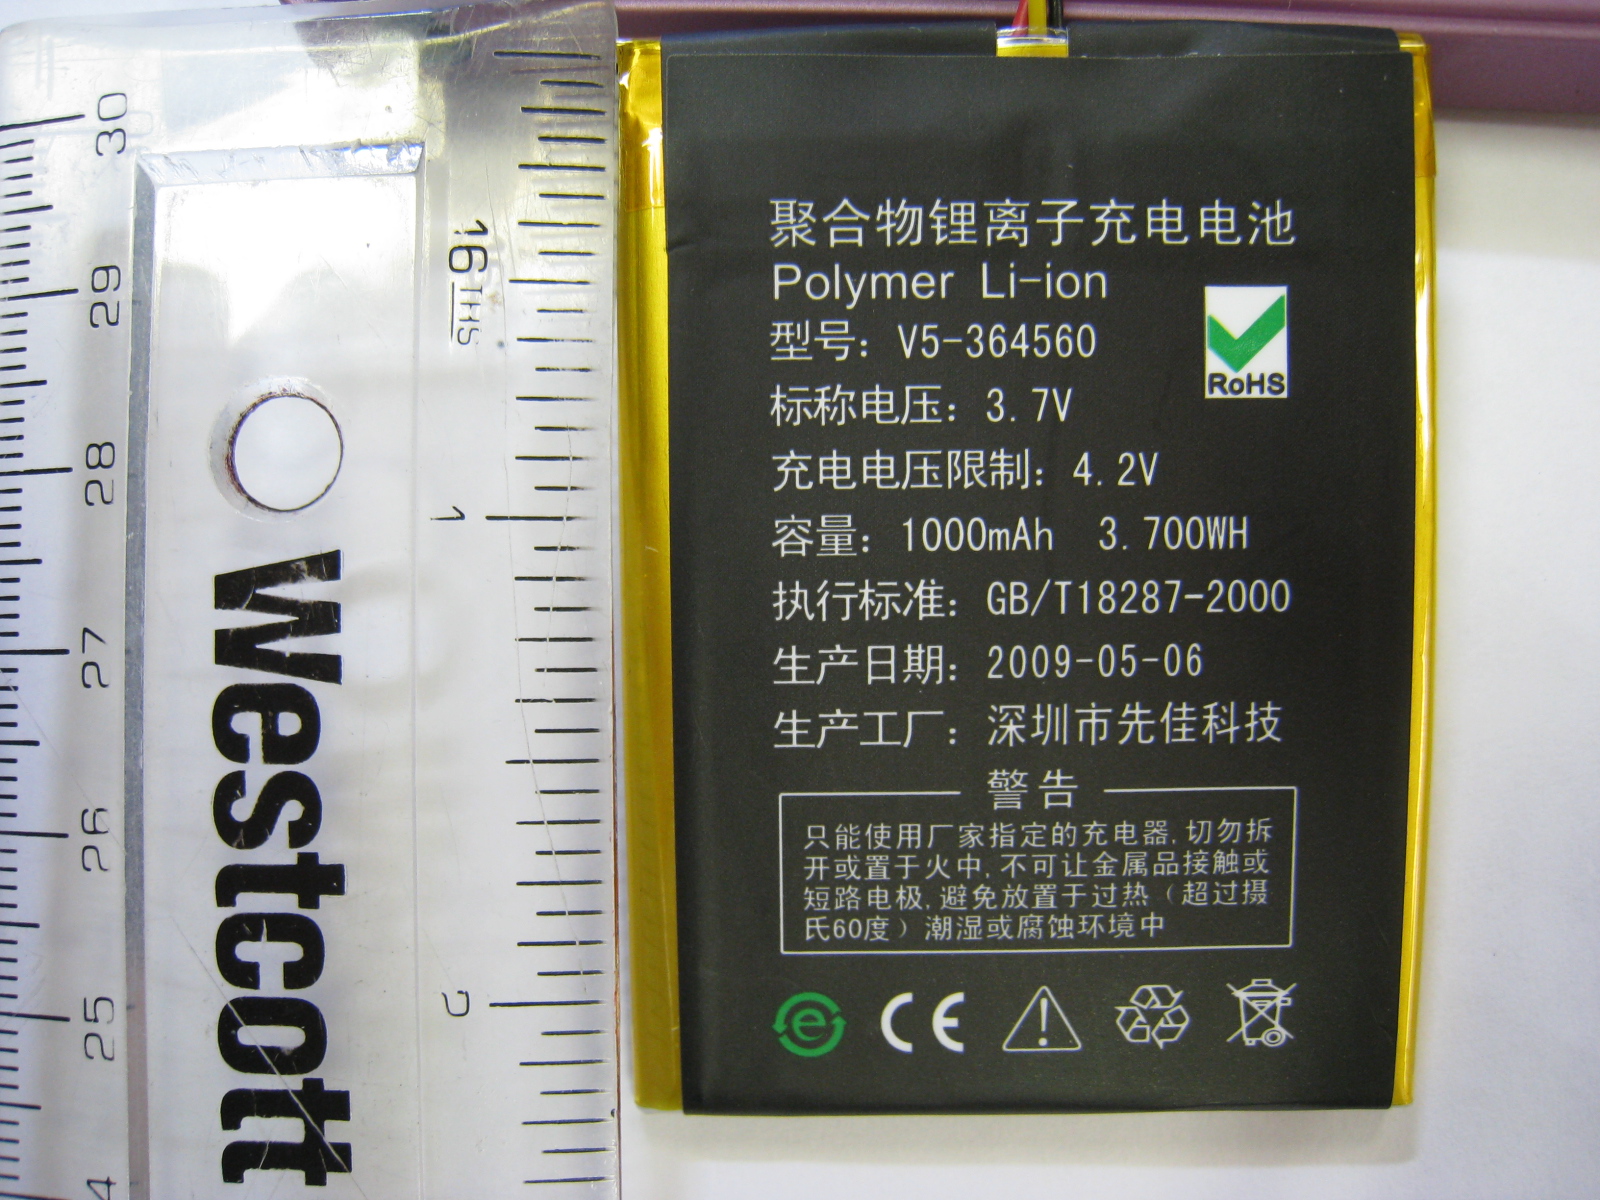 聚合物锂离子充电电池
Polymer Li-ion
型号: V5-364560
标称电压: 3.7V
充电电压限制: 4.2V
容量: 1000mAh 3.700WH
执行标准: GB/T18287-2000
生产日期: 2009-05-06
生产工厂: 深圳市先佳科技
RoHS
警告
只能使用厂家指定的充电器,切勿拆
开或置于火中,不可让金属品接触或
短路电极,避免放置于过热（超过摄
氏60度）潮湿或腐蚀环境中
e
CE
Westcott
16THS
1
2
30
29
28
27
26
25
4